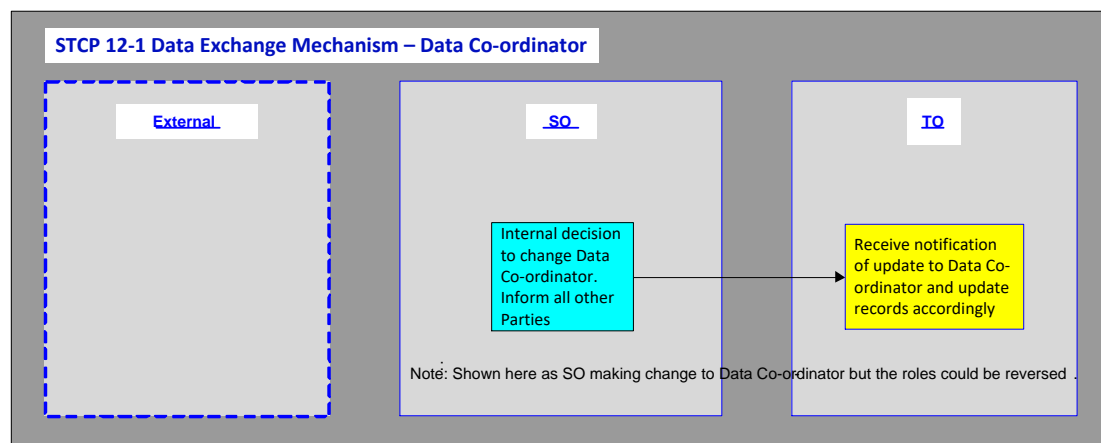 STCP 12-1 Data Exchange Mechanism – Data Co-ordinator
External
SO
TO
Internal decision
to change Data
Co-ordinator.
Inform all other
Parties
Receive notification
of update to Data Co-
ordinator and update
records accordingly
Note: Shown here as SO making change to Data Co-ordinator but the roles could be reversed .